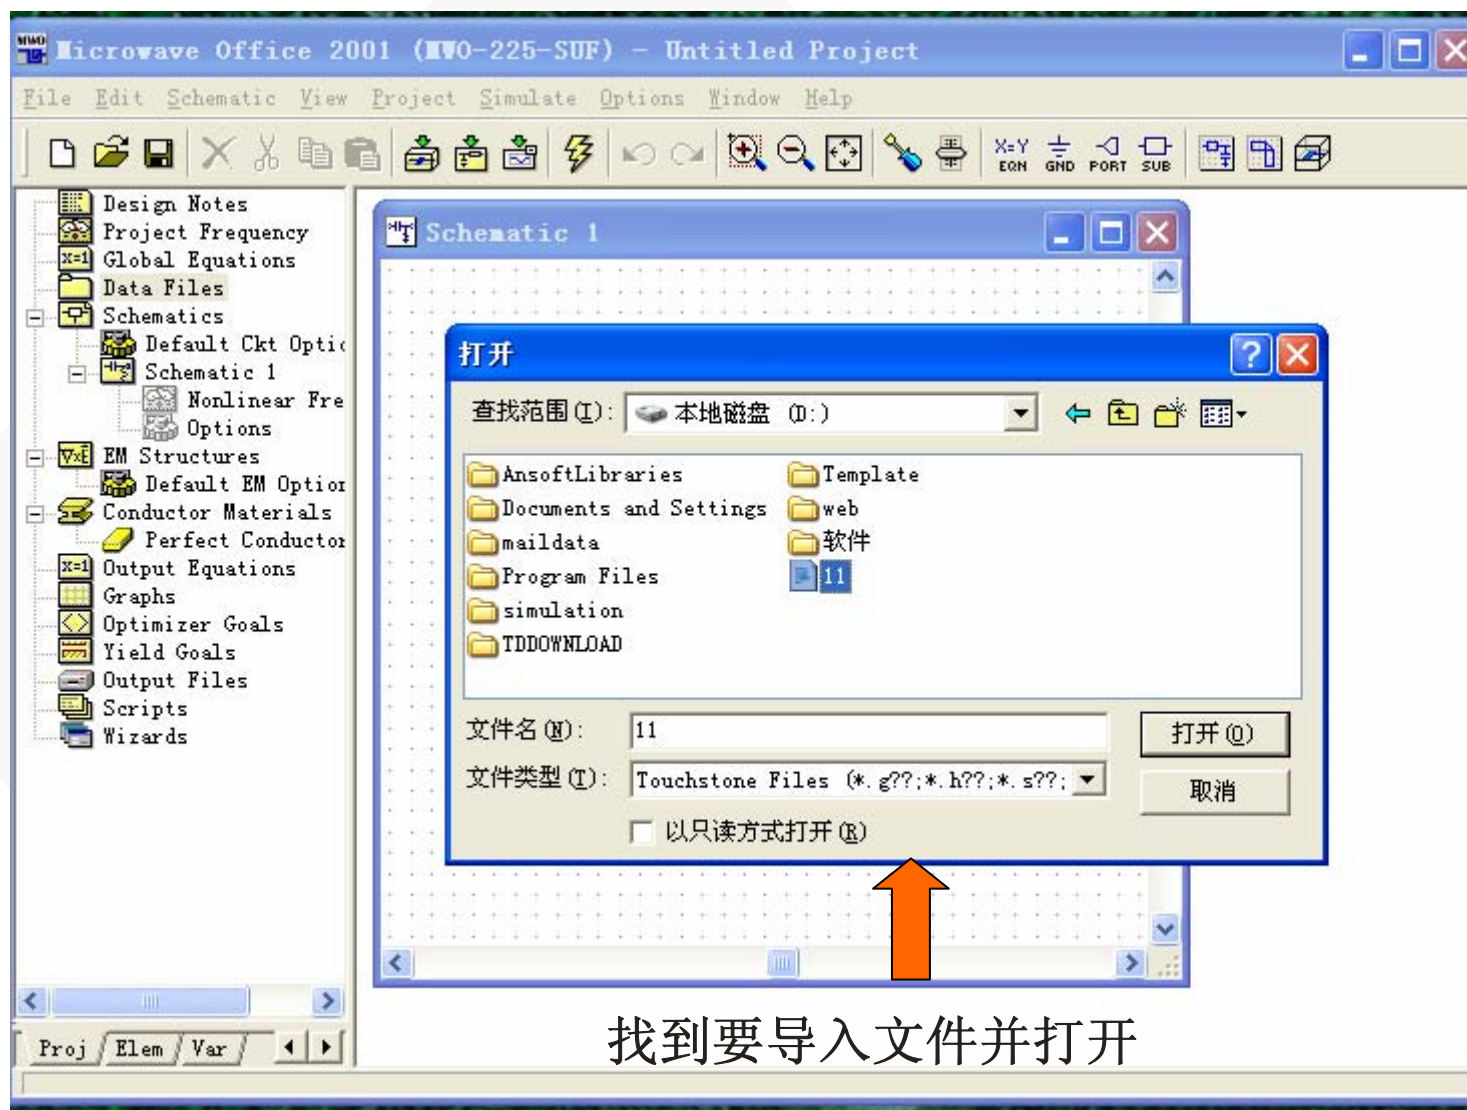 MWO
Microwave Office 2001 (MWO-225-SUF) - Untitled Project
File Edit Schematic View Project Simulate Options Window Help
X=Y EQN GND PORT SUB
Design Notes
Project Frequency
X=1 Global Equations
Data Files
Schematics
Default Ckt Optic
Schematic 1
Nonlinear Fre
Options
∇×E EM Structures
Default EM Option
Conductor Materials
Perfect Conductor
X=1 Output Equations
Graphs
Optimizer Goals
Yield Goals
Output Files
Scripts
Wizards
Proj Elem Var
Schematic 1
打开
查找范围(I): 本地磁盘 (D:)
AnsoftLibraries Template
Documents and Settings web
maildata 软件
Program Files 11
simulation
TDDOWNLOAD
文件名(N): 11 打开(O)
文件类型(T): Touchstone Files (*.g??;*.h??;*.s??; 取消
以只读方式打开(R)
找到要导入文件并打开